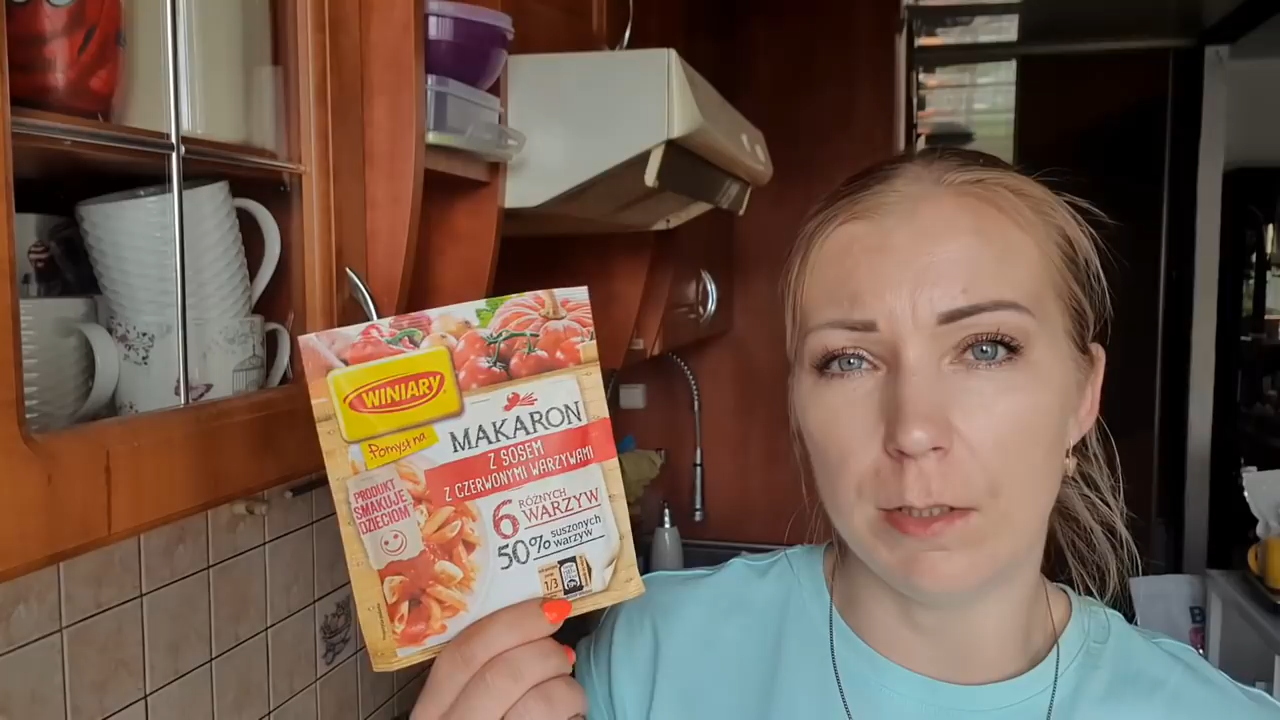 WINIARY
Pomysł na
MAKARON
Z SOSEM
Z CZERWONYMI WARZYWAMI
PRODUKT
SMAKUJE
DZIECIOM
6 RÓŻNYCH
WARZYW
50% suszonych
warzyw
1/3